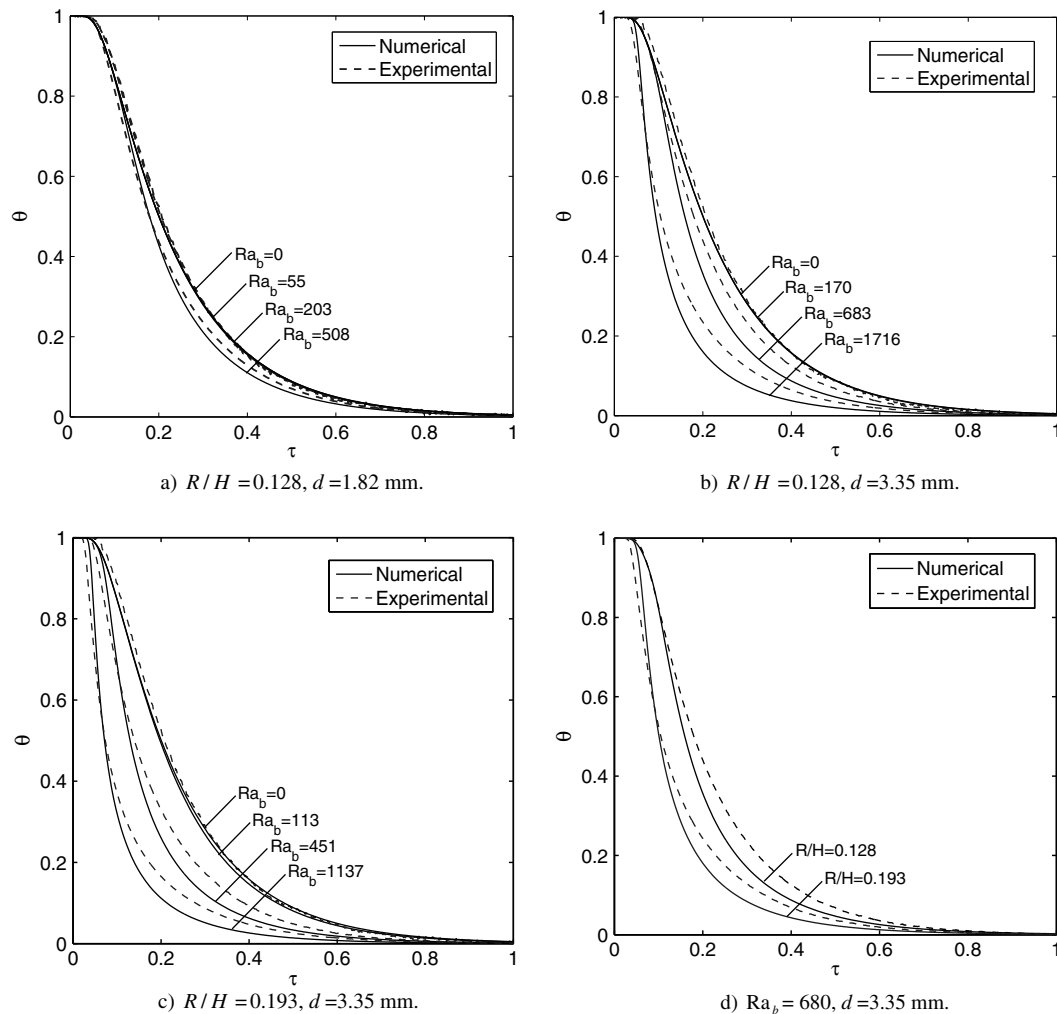 1
0.8
0.6
0.4
0.2
0
θ
Numerical
Experimental
Ra_b=0
Ra_b=55
Ra_b=203
Ra_b=508
0 0.2 0.4 0.6 0.8 1
τ
a) R / H =0.128, d =1.82 mm.
1
0.8
0.6
0.4
0.2
0
θ
Numerical
Experimental
Ra_b=0
Ra_b=170
Ra_b=683
Ra_b=1716
0 0.2 0.4 0.6 0.8 1
τ
b) R / H =0.128, d =3.35 mm.
1
0.8
0.6
0.4
0.2
0
θ
Numerical
Experimental
Ra_b=0
Ra_b=113
Ra_b=451
Ra_b=1137
0 0.2 0.4 0.6 0.8 1
τ
c) R / H =0.193, d =3.35 mm.
1
0.8
0.6
0.4
0.2
0
θ
Numerical
Experimental
R/H=0.128
R/H=0.193
0 0.2 0.4 0.6 0.8 1
τ
d) Ra_b = 680, d =3.35 mm.